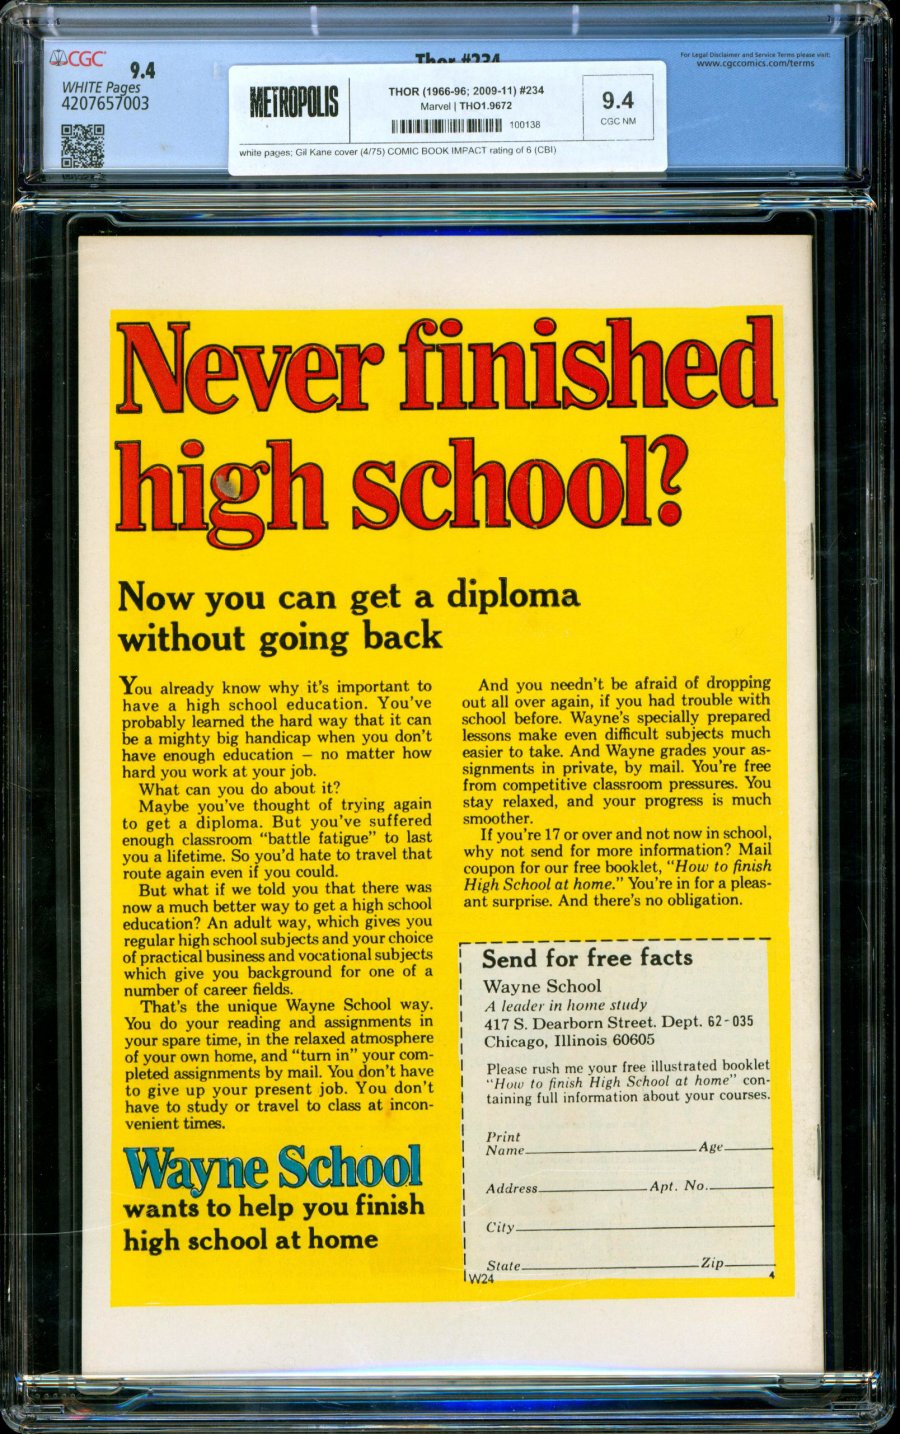 CGC
9.4
WHITE Pages
4207657003
Thor #234
For Legal Disclaimer and Service Terms please visit:
www.cgccomics.com/terms
METROPOLIS
THOR (1966-96; 2009-11) #234
Marvel | THO1.9672
100138
9.4
CGC NM
white pages; Gil Kane cover (4/75) COMIC BOOK IMPACT rating of 6 (CBI)
Never finished
high school?
Now you can get a diploma
without going back
You already know why it's important to
have a high school education. You've
probably learned the hard way that it can
be a mighty big handicap when you don't
have enough education – no matter how
hard you work at your job.
What can you do about it?
Maybe you've thought of trying again
to get a diploma. But you've suffered
enough classroom "battle fatigue" to last
you a lifetime. So you'd hate to travel that
route again even if you could.
But what if we told you that there was
now a much better way to get a high school
education? An adult way, which gives you
regular high school subjects and your choice
of practical business and vocational subjects
which give you background for one of a
number of career fields.
That's the unique Wayne School way.
You do your reading and assignments in
your spare time, in the relaxed atmosphere
of your own home, and "turn in" your com-
pleted assignments by mail. You don't have
to give up your present job. You don't
have to study or travel to class at incon-
venient times.
Wayne School
wants to help you finish
high school at home
And you needn't be afraid of dropping
out all over again, if you had trouble with
school before. Wayne's specially prepared
lessons make even difficult subjects much
easier to take. And Wayne grades your as-
signments in private, by mail. You're free
from competitive classroom pressures. You
stay relaxed, and your progress is much
smoother.
If you're 17 or over and not now in school,
why not send for more information? Mail
coupon for our free booklet, "How to finish
High School at home." You're in for a pleas-
ant surprise. And there's no obligation.
Send for free facts
Wayne School
A leader in home study
417 S. Dearborn Street. Dept. 62-035
Chicago, Illinois 60605
Please rush me your free illustrated booklet
"How to finish High School at home" con-
taining full information about your courses.
Print
Name Age
Address Apt. No.
City
State Zip
W24 4